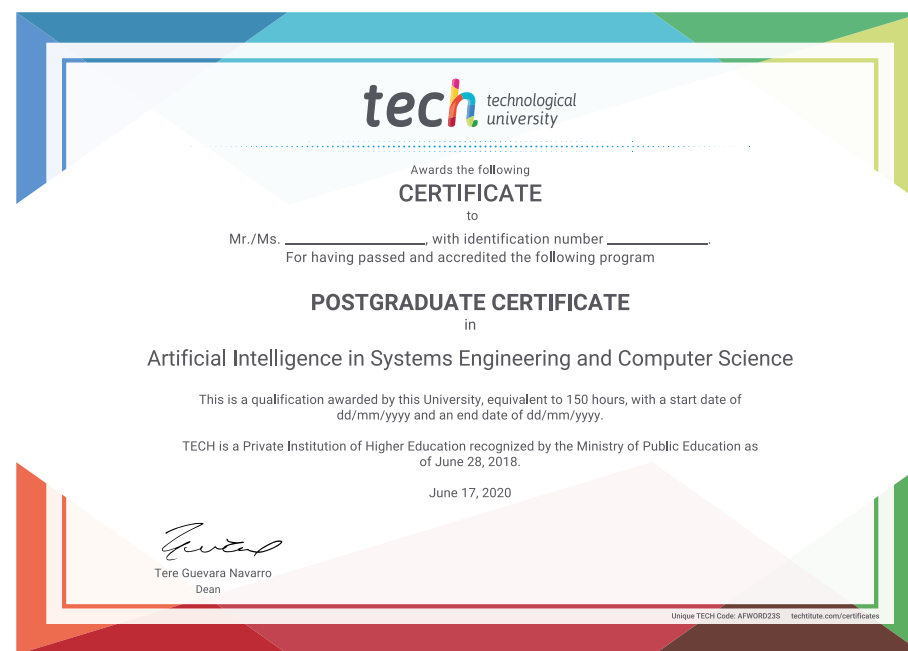 tech technological
university
Awards the following
CERTIFICATE
to
Mr./Ms. ____________________, with identification number __________________.
For having passed and accredited the following program
POSTGRADUATE CERTIFICATE
in
Artificial Intelligence in Systems Engineering and Computer Science
This is a qualification awarded by this University, equivalent to 150 hours, with a start date of
dd/mm/yyyy and an end date of dd/mm/yyyy.
TECH is a Private Institution of Higher Education recognized by the Ministry of Public Education as
of June 28, 2018.
June 17, 2020
Tere Guevara Navarro
Dean
Unique TECH Code: AFWORD23S techtitute.com/certificates